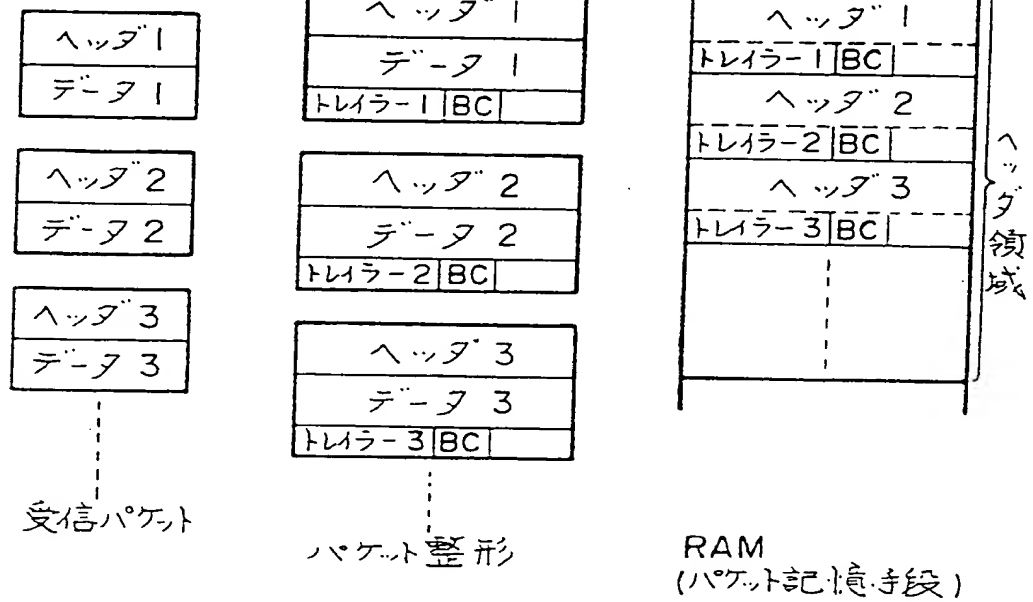 ヘッダ1
データ1
ヘッダ2
データ2
ヘッダ3
データ3
受信パケット
ヘッダ1
データ1
トレイラー1 BC
ヘッダ2
データ2
トレイラー2 BC
ヘッダ3
データ3
トレイラー3 BC
パケット整形
ヘッダ1
トレイラー1 BC
ヘッダ2
トレイラー2 BC
ヘッダ3
トレイラー3 BC
ヘッダ領域
RAM
(パケット記憶手段)